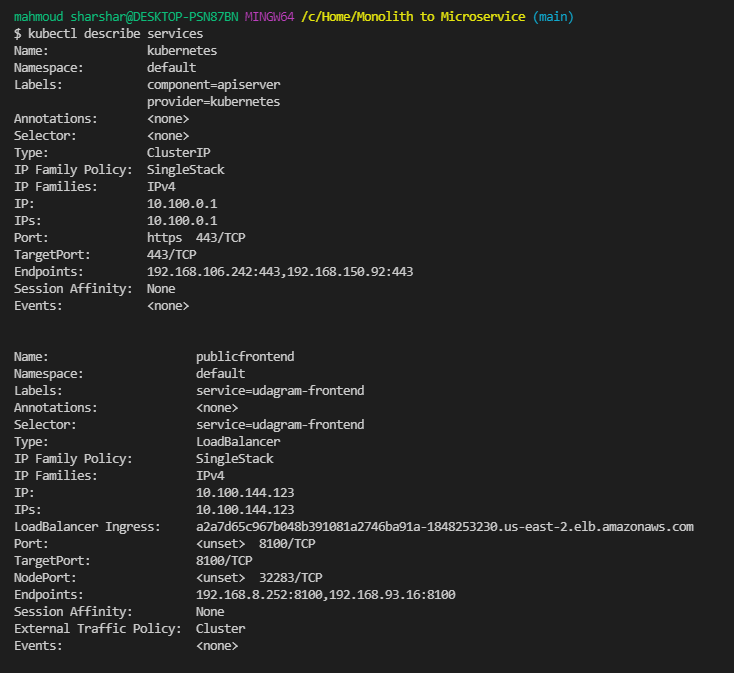 mahmoud sharshar@DESKTOP-PSN87BN MINGW64 /c/Home/Monolith to Microservice (main)
$ kubectl describe services
Name:              kubernetes
Namespace:         default
Labels:            component=apiserver
                   provider=kubernetes
Annotations:       <none>
Selector:          <none>
Type:              ClusterIP
IP Family Policy:  SingleStack
IP Families:       IPv4
IP:                10.100.0.1
IPs:               10.100.0.1
Port:              https  443/TCP
TargetPort:        443/TCP
Endpoints:         192.168.106.242:443,192.168.150.92:443
Session Affinity:  None
Events:            <none>

Name:                     publicfrontend
Namespace:                default
Labels:                   service=udagram-frontend
Annotations:              <none>
Selector:                 service=udagram-frontend
Type:                     LoadBalancer
IP Family Policy:         SingleStack
IP Families:              IPv4
IP:                       10.100.144.123
IPs:                      10.100.144.123
LoadBalancer Ingress:     a2a7d65c967b048b391081a2746ba91a-1848253230.us-east-2.elb.amazonaws.com
Port:                     <unset>  8100/TCP
TargetPort:               8100/TCP
NodePort:                 <unset>  32283/TCP
Endpoints:                192.168.8.252:8100,192.168.93.16:8100
Session Affinity:         None
External Traffic Policy:  Cluster
Events:                   <none>